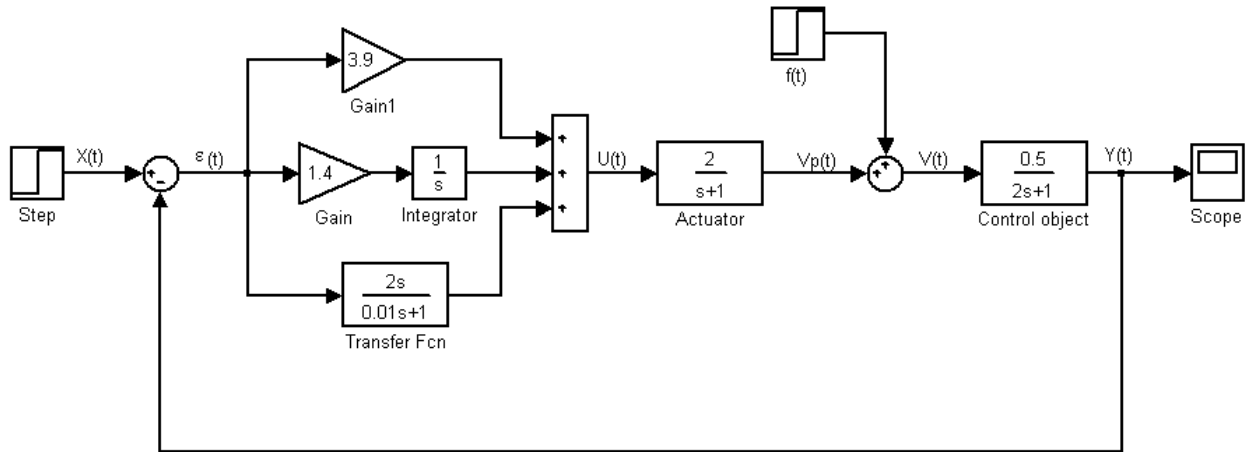 3.9
Gain1
f(t)
X(t)
ε(t)
U(t)
Vp(t)
V(t)
Y(t)
+
-
1.4
1
s
+
+
+
2
s+1
+
+
0.5
2s+1
Step
Gain
Integrator
Actuator
Control object
Scope
2s
0.01s+1
Transfer Fcn